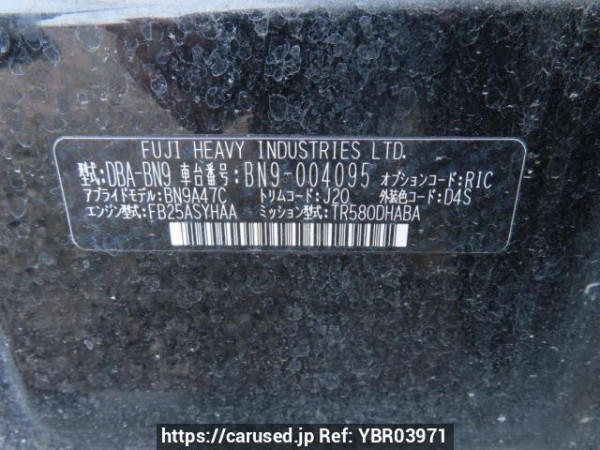 FUJI HEAVY INDUSTRIES LTD.
型式:DBA-BN9 車台番号:BN9-004095 オプションコード:RIC
アプライドモデル:BN9A47C トリムコード:J20 外装色コード:D4S
エンジン型式:FB25ASYHAA ミッション型式:TR580DHABA
https://carused.jp Ref: YBR03971